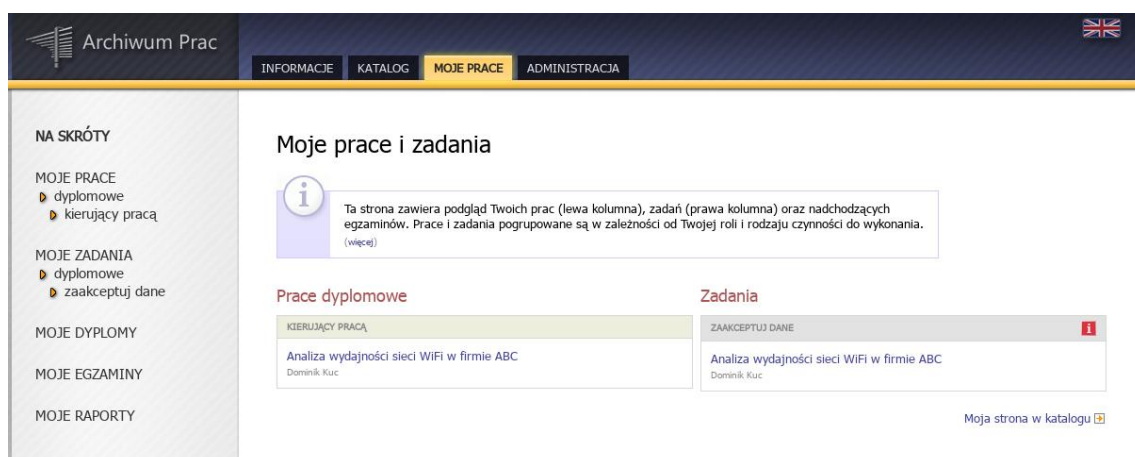 Archiwum Prac
INFORMACJE KATALOG MOJE PRACE ADMINISTRACJA
NA SKRÓTY
MOJE PRACE
dyplomowe
kierujący pracą
MOJE ZADANIA
dyplomowe
zaakceptuj dane
MOJE DYPLOMY
MOJE EGZAMINY
MOJE RAPORTY
Moje prace i zadania
i
Ta strona zawiera podgląd Twoich prac (lewa kolumna), zadań (prawa kolumna) oraz nadchodzących
egzaminów. Prace i zadania pogrupowane są w zależności od Twojej roli i rodzaju czynności do wykonania.
(więcej)
Prace dyplomowe
KIERUJĄCY PRACĄ
Analiza wydajności sieci WiFi w firmie ABC
Dominik Kuc
Zadania
ZAAKCEPTUJ DANE i
Analiza wydajności sieci WiFi w firmie ABC
Dominik Kuc
Moja strona w katalogu